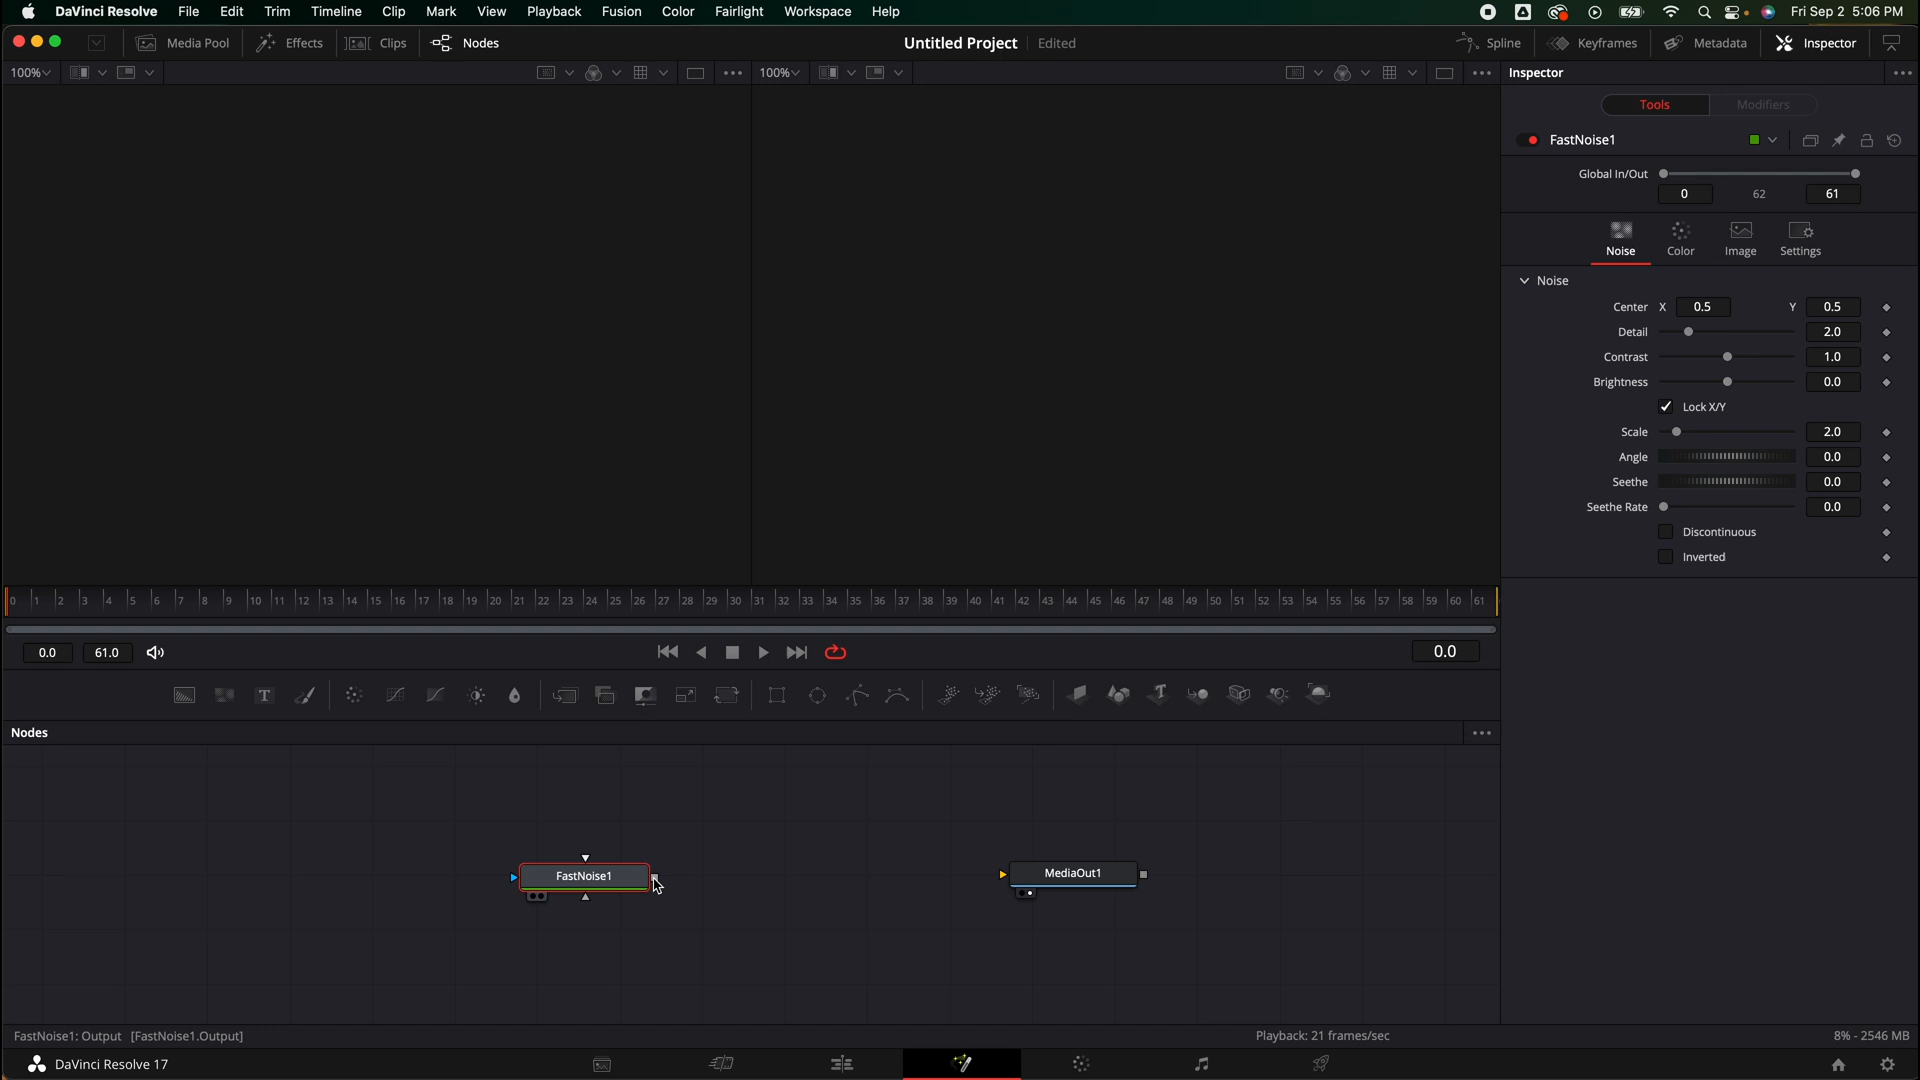 DaVinci Resolve File Edit Trim Timeline Clip Mark View Playback Fusion Color Fairlight Workspace Help Fri Sep 2 5:06 PM
Media Pool Effects Clips Nodes Untitled Project Edited Spline Keyframes Metadata Inspector
100% 100% Inspector
Tools Modifiers
FastNoise1
Global In/Out
0 62 61
Noise Color Image Settings
Noise
Center X 0.5 Y 0.5
Detail 2.0
Contrast 1.0
Brightness 0.0
Lock X/Y
Scale 2.0
Angle 0.0
Seethe 0.0
Seethe Rate 0.0
Discontinuous
Inverted
0 1 2 3 4 5 6 7 8 9 10 11 12 13 14 15 16 17 18 19 20 21 22 23 24 25 26 27 28 29 30 31 32 33 34 35 36 37 38 39 40 41 42 43 44 45 46 47 48 49 50 51 52 53 54 55 56 57 58 59 60 61
0.0 61.0 0.0
Nodes
FastNoise1 MediaOut1
FastNoise1: Output [FastNoise1.Output] Playback: 21 frames/sec 8% - 2546 MB
DaVinci Resolve 17